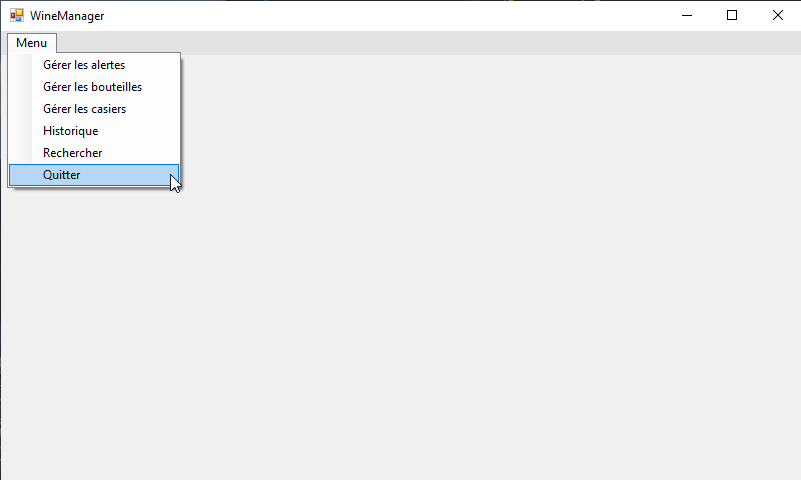 WineManager
Menu
Gérer les alertes
Gérer les bouteilles
Gérer les casiers
Historique
Rechercher
Quitter